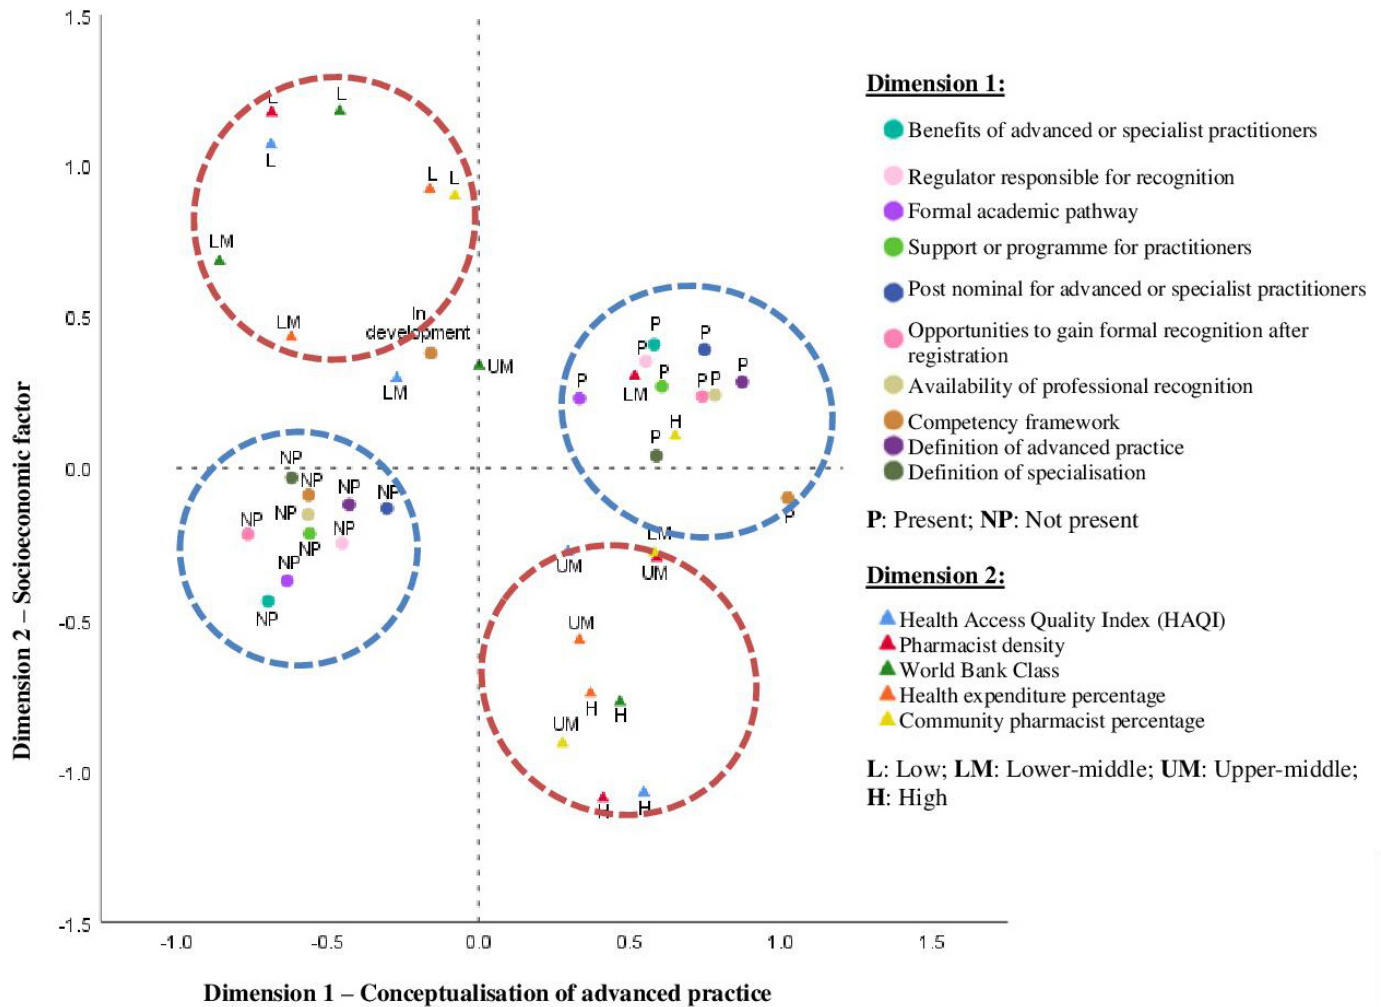 1.5
1.0
0.5
0.0
-0.5
-1.0
-1.5
-1.0
-0.5
0.0
0.5
1.0
1.5
Dimension 2 – Socioeconomic factor
Dimension 1 – Conceptualisation of advanced practice
L
L
L
L
L
LM
LM
In
development
LM
UM
P
P
P
P
P
LM
P
P
P
H
P
P
NP
NP
NP
NP
NP
NP
NP
NP
NP
NP
LM
UM
UM
UM
H
H
UM
H
H
Dimension 1:
Benefits of advanced or specialist practitioners
Regulator responsible for recognition
Formal academic pathway
Support or programme for practitioners
Post nominal for advanced or specialist practitioners
Opportunities to gain formal recognition after
registration
Availability of professional recognition
Competency framework
Definition of advanced practice
Definition of specialisation
P: Present; NP: Not present
Dimension 2:
Health Access Quality Index (HAQI)
Pharmacist density
World Bank Class
Health expenditure percentage
Community pharmacist percentage
L: Low; LM: Lower-middle; UM: Upper-middle;
H: High